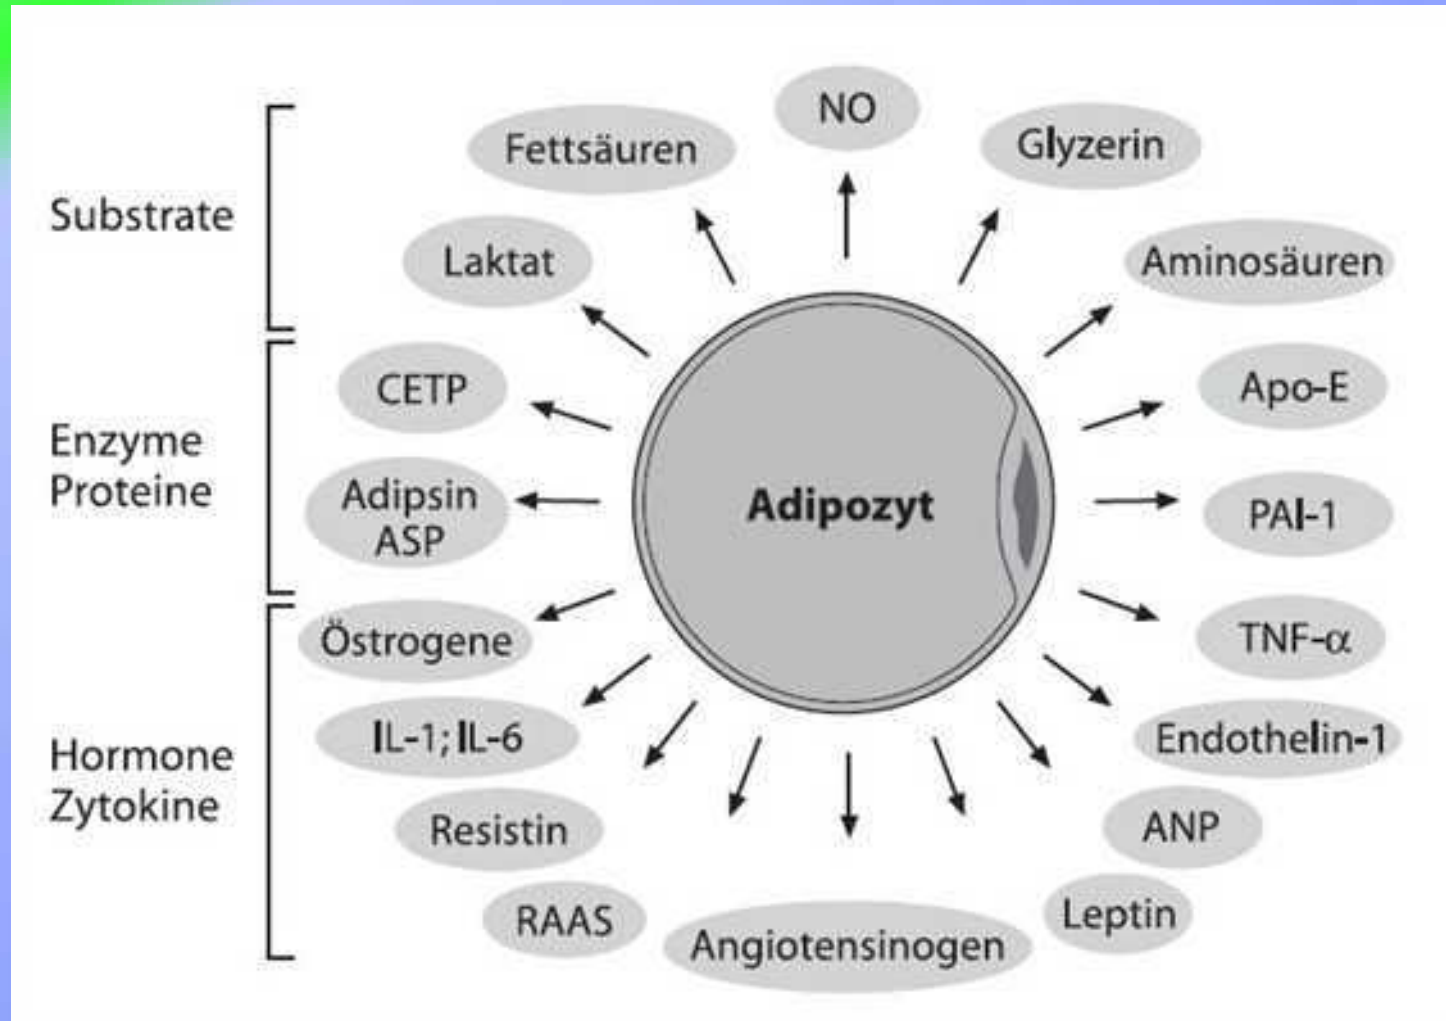 Substrate
Enzyme
Proteine
Hormone
Zytokine
NO
Fettsäuren
Glyzerin
Laktat
Aminosäuren
CETP
Apo-E
Adipsin
ASP
Adipozyt
PAI-1
Östrogene
TNF-α
IL-1; IL-6
Endothelin-1
Resistin
ANP
RAAS
Angiotensinogen
Leptin